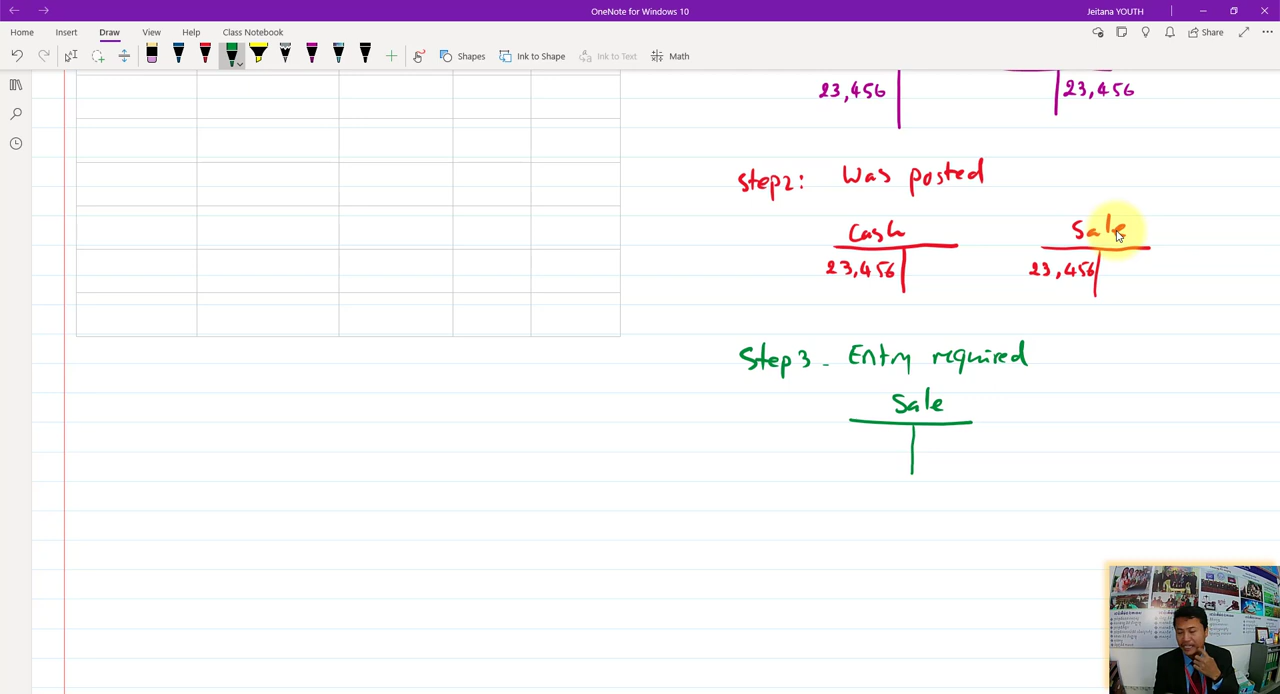 OneNote for Windows 10
Jeitana YOUTH
Home Insert Draw View Help Class Notebook
Share
Shapes Ink to Shape Ink to Text Math
23,456 23,456
Step2: Was posted
Cash Sale
23,456 23,456
Step 3 - Entry required
Sale